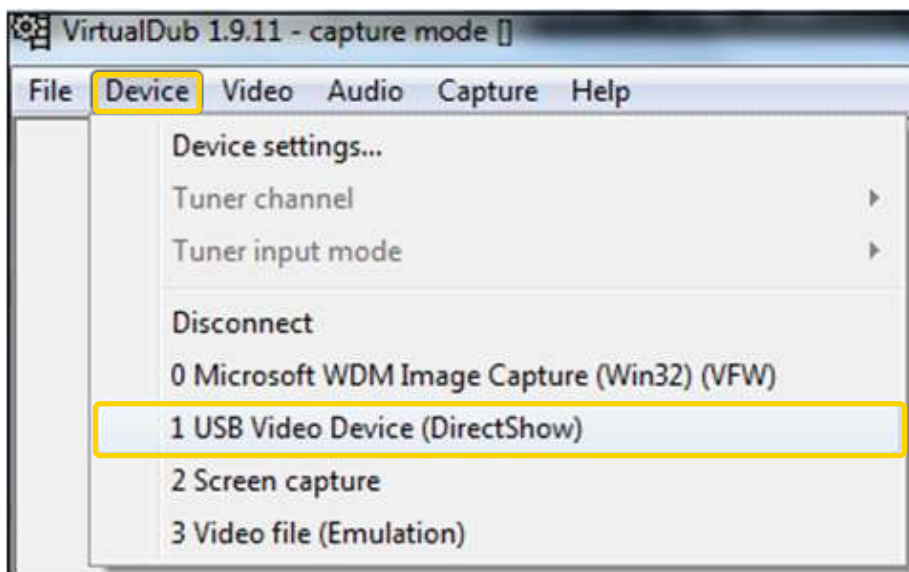 VirtualDub 1.9.11 - capture mode []
File Device Video Audio Capture Help
Device settings...
Tuner channel
Tuner input mode
Disconnect
0 Microsoft WDM Image Capture (Win32) (VFW)
1 USB Video Device (DirectShow)
2 Screen capture
3 Video file (Emulation)